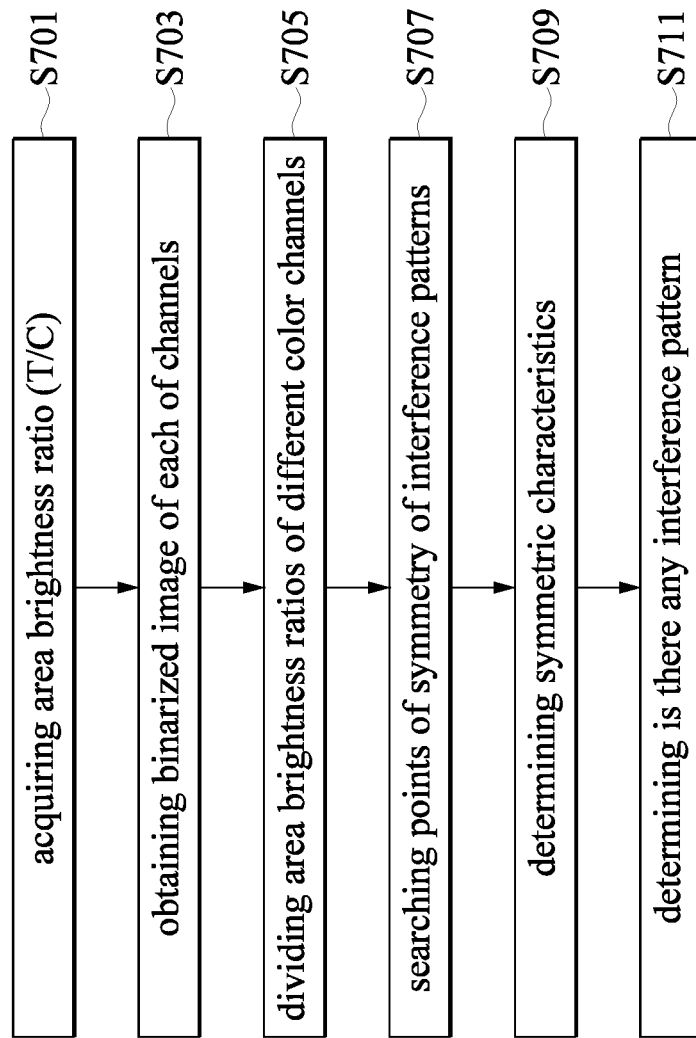 acquiring area brightness ratio (T/C)
S701
obtaining binarized image of each of channels
S703
dividing area brightness ratios of different color channels
S705
searching points of symmetry of interference patterns
S707
determining symmetric characteristics
S709
determining is there any interference pattern
S711